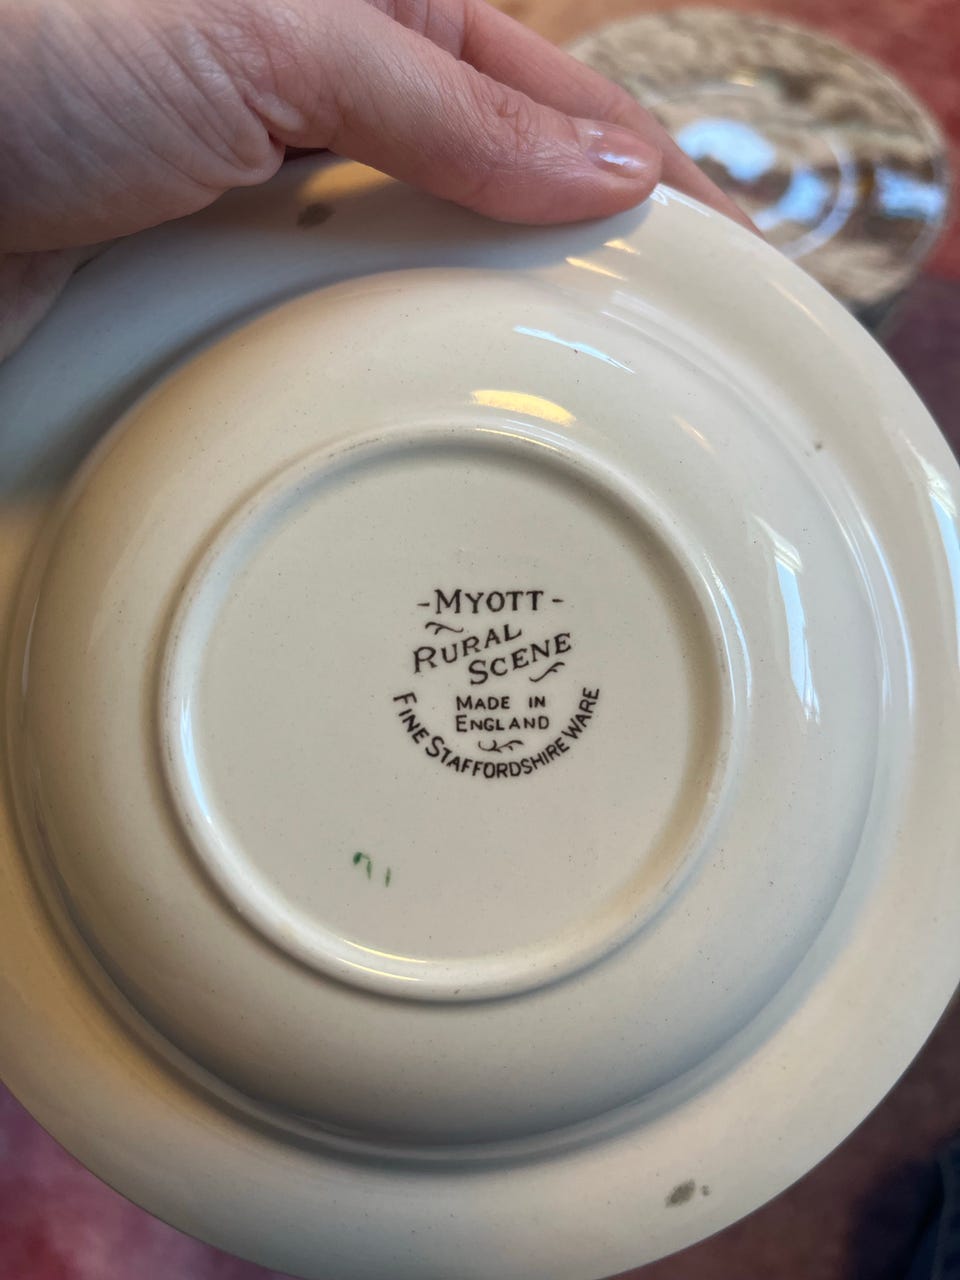 -MYOTT-
RURAL
SCENE
MADE IN
ENGLAND
FINE STAFFORDSHIRE WARE